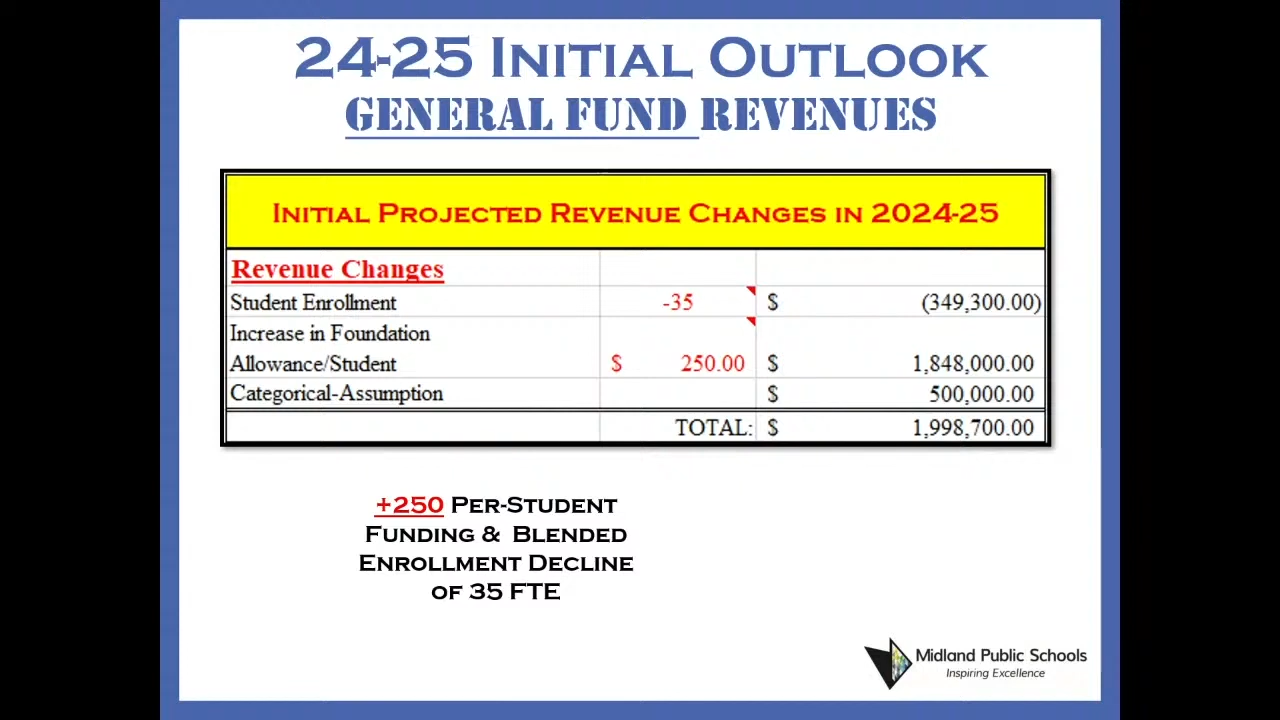 24-25 Initial Outlook
General Fund Revenues
Initial Projected Revenue Changes in 2024-25
Revenue Changes
Student Enrollment -35 $ (349,300.00)
Increase in Foundation
Allowance/Student $ 250.00 $ 1,848,000.00
Categorical-Assumption $ 500,000.00
TOTAL: $ 1,998,700.00
+250 Per-Student
Funding & Blended
Enrollment Decline
of 35 FTE
Midland Public Schools
Inspiring Excellence